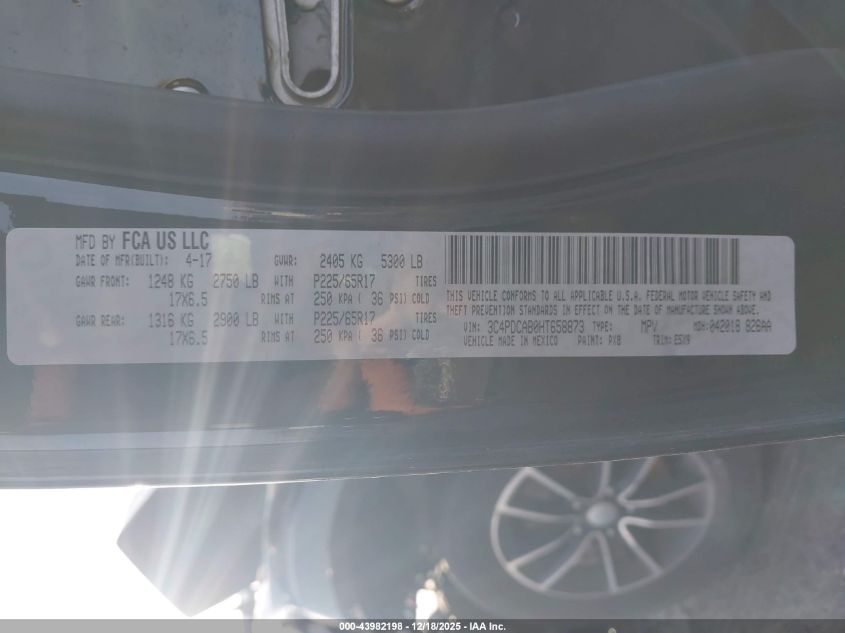 MFD BY FCA US LLC
DATE OF MFR(BUILT): 4-17 GVWR: 2405 KG 5300 LB
GAWR FRONT: 1248 KG 2750 LB WITH P225/65R17 TIRES
17X6.5 RIMS AT 250 KPA ( 36 PSI) COLD
GAWR REAR: 1316 KG 2900 LB WITH P225/65R17 TIRES
17X6.5 RIMS AT 250 KPA ( 36 PSI) COLD
THIS VEHICLE CONFORMS TO ALL APPLICABLE U.S.A. FEDERAL MOTOR VEHICLE SAFETY AND
THEFT PREVENTION STANDARDS IN EFFECT ON THE DATE OF MANUFACTURE SHOWN ABOVE.
VIN: 3C4PDCAB0HT658873 TYPE: MPV MDH: 042016 826AA
VEHICLE MADE IN MEXICO PAINT: PX8 TRIM: E5X9
000-43982198 - 12/18/2025 - IAA Inc.